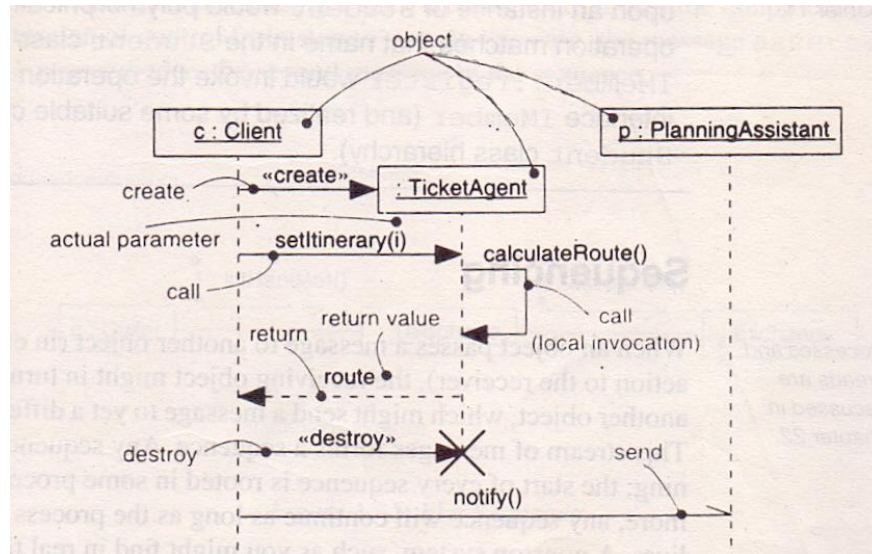 object
c : Client
p : PlanningAssistant
«create»
create
: TicketAgent
actual parameter
setItinerary(i)
calculateRoute()
call
call
(local invocation)
return value
return
route
«destroy»
destroy
send
notify()